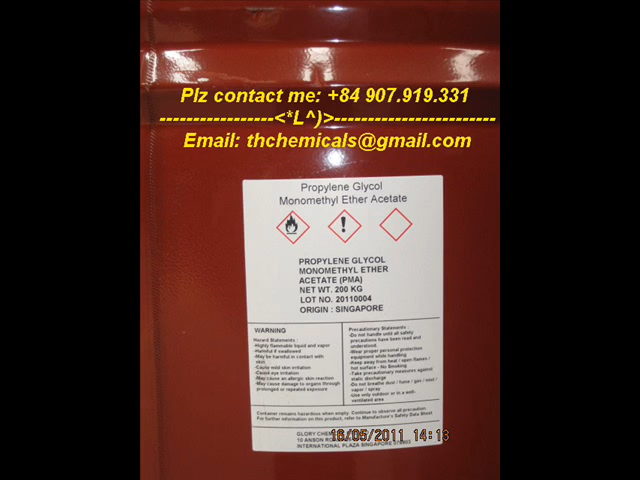 Plz contact me: +84 907.919.331
-----------------<*L^)>------------------------
Email: thchemicals@gmail.com
Propylene Glycol
Monomethyl Ether Acetate
PROPYLENE GLYCOL
MONOMETHYL ETHER
ACETATE (PMA)
NET WT. 200 KG
LOT NO. 20110004
ORIGIN : SINGAPORE
WARNING
Hazard Statements :
-Highly flammable liquid and vapor
-Harmful if swallowed
-May be harmful in contact with
skin
-Cause mild skin irritation
-Cause eye irritation
-May cause an allergic skin reaction
-May cause damage to organs through
prolonged or repeated exposure
Precautionary Statements :
-Do not handle until all safety
precautions have been read and
understood.
-Wear proper personal protection
equipment while handling
-Keep away from heat / open flames /
hot surface - No Smoking
-Take precautionary measures against
static discharge
-Do not breathe dust / fume / gas / mist /
vapor / spray
-Use only outdoor or in a well-
ventilated area
Container remains hazardous when empty. Continue to observe all precaution
For further information on this product, refer to Manufacturer's Safety Data Sheet
GLORY CHEM
10 ANSON RO
INTERNATIONAL PLAZA SINGAPORE
16/05/2011 14:13